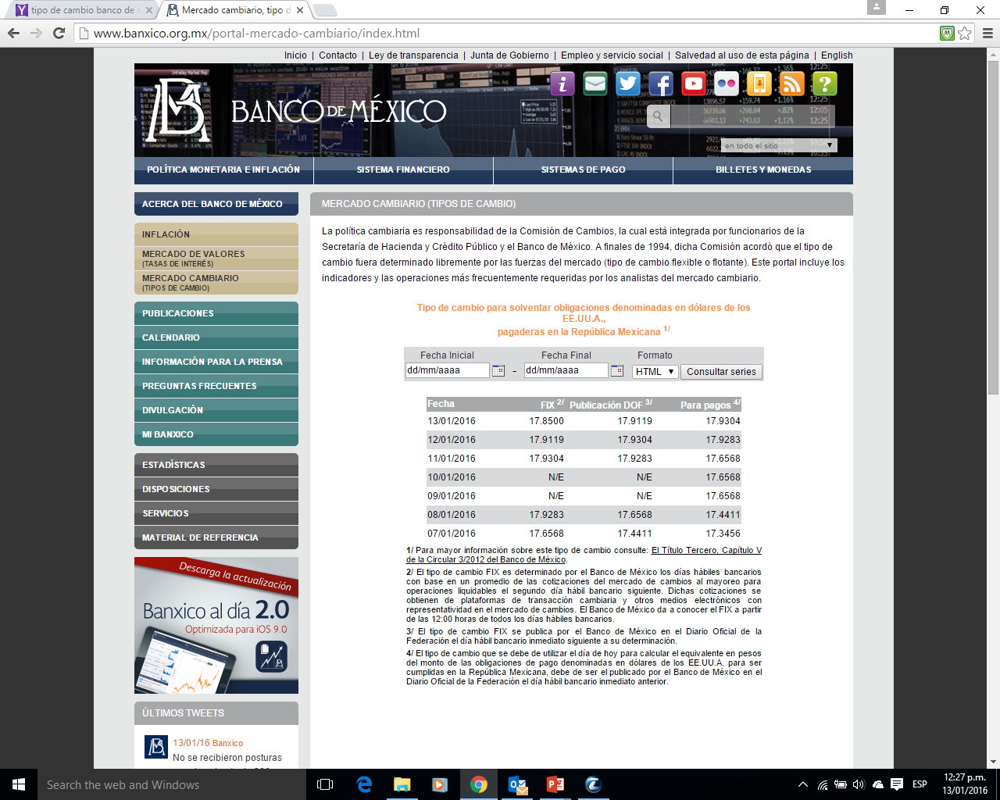 tipo de cambio banco de
Mercado cambiario, tipo d
www.banxico.org.mx/portal-mercado-cambiario/index.html
Inicio | Contacto | Ley de transparencia | Junta de Gobierno | Empleo y servicio social | Salvedad al uso de esta página | English
BANCO DE MÉXICO
en todo el sitio
POLÍTICA MONETARIA E INFLACIÓN SISTEMA FINANCIERO SISTEMAS DE PAGO BILLETES Y MONEDAS
ACERCA DEL BANCO DE MÉXICO
INFLACIÓN
MERCADO DE VALORES
(TASAS DE INTERÉS)
MERCADO CAMBIARIO
(TIPOS DE CAMBIO)
PUBLICACIONES
CALENDARIO
INFORMACIÓN PARA LA PRENSA
PREGUNTAS FRECUENTES
DIVULGACIÓN
MI BANXICO
ESTADÍSTICAS
DISPOSICIONES
SERVICIOS
MATERIAL DE REFERENCIA
Descarga la actualización
Banxico al día 2.0
Optimizada para iOS 9.0
ÚLTIMOS TWEETS
13/01/16 Banxico
No se recibieron posturas
MERCADO CAMBIARIO (TIPOS DE CAMBIO)
La política cambiaria es responsabilidad de la Comisión de Cambios, la cual está integrada por funcionarios de la
Secretaría de Hacienda y Crédito Público y el Banco de México. A finales de 1994, dicha Comisión acordó que el tipo de
cambio fuera determinado libremente por las fuerzas del mercado (tipo de cambio flexible o flotante). Este portal incluye los
indicadores y las operaciones más frecuentemente requeridas por los analistas del mercado cambiario.
Tipo de cambio para solventar obligaciones denominadas en dólares de los
EE.UU.A.,
pagaderas en la República Mexicana 1/
Fecha Inicial Fecha Final Formato
dd/mm/aaaa - dd/mm/aaaa HTML Consultar series
Fecha FIX 2/ Publicación DOF 3/ Para pagos 4/
13/01/2016 17.8500 17.9119 17.9304
12/01/2016 17.9119 17.9304 17.9283
11/01/2016 17.9304 17.9283 17.6568
10/01/2016 N/E N/E 17.6568
09/01/2016 N/E N/E 17.6568
08/01/2016 17.9283 17.6568 17.4411
07/01/2016 17.6568 17.4411 17.3456
1/ Para mayor información sobre este tipo de cambio consulte: El Título Tercero, Capítulo V
de la Circular 3/2012 del Banco de México.
2/ El tipo de cambio FIX es determinado por el Banco de México los días hábiles bancarios
con base en un promedio de las cotizaciones del mercado de cambios al mayoreo para
operaciones liquidables el segundo día hábil bancario siguiente. Dichas cotizaciones se
obtienen de plataformas de transacción cambiaria y otros medios electrónicos con
representatividad en el mercado de cambios. El Banco de México da a conocer el FIX a partir
de las 12:00 horas de todos los días hábiles bancarios.
3/ El tipo de cambio FIX se publica por el Banco de México en el Diario Oficial de la
Federación el día hábil bancario inmediato siguiente a su determinación.
4/ El tipo de cambio que se debe de utilizar el día de hoy para calcular el equivalente en pesos
del monto de las obligaciones de pago denominadas en dólares de los EE.UU.A. para ser
cumplidas en la República Mexicana, debe de ser el publicado por el Banco de México en el
Diario Oficial de la Federación el día hábil bancario inmediato anterior.
Search the web and Windows
ESP
12:27 p.m.
13/01/2016